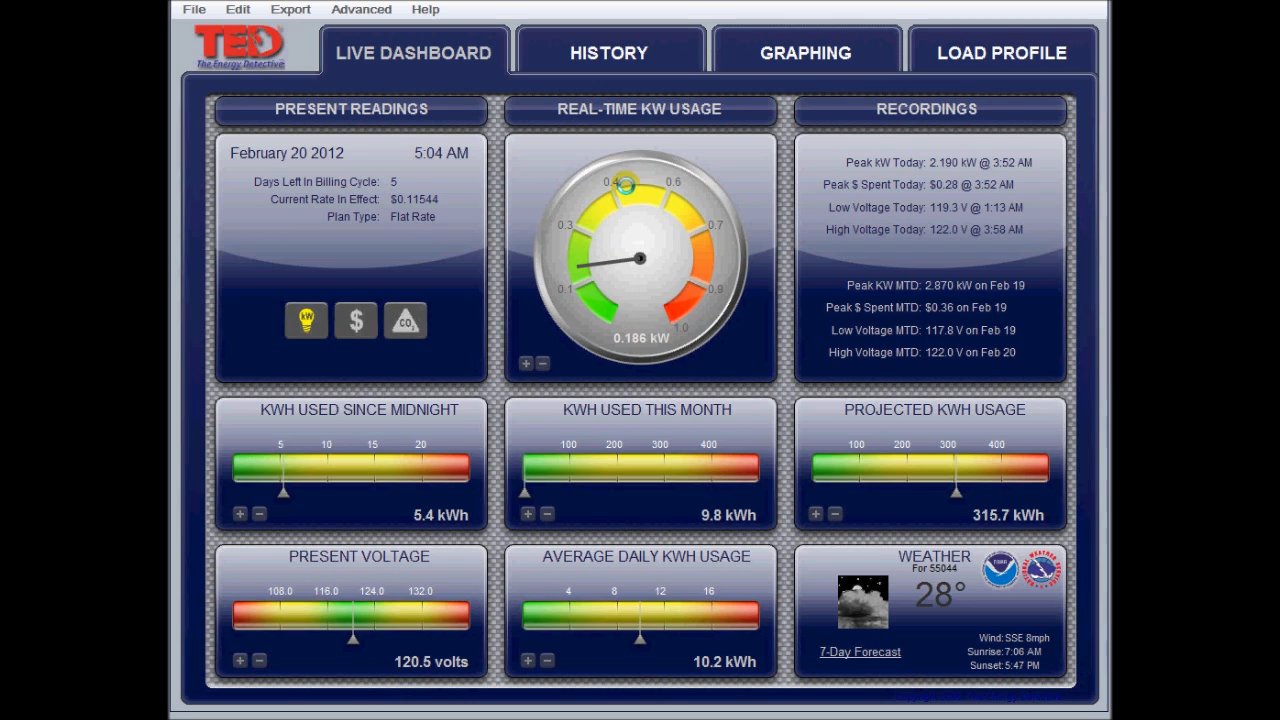 File Edit Export Advanced Help
TED
The Energy Detective
LIVE DASHBOARD
HISTORY
GRAPHING
LOAD PROFILE
PRESENT READINGS
February 20 2012 5:04 AM
Days Left In Billing Cycle: 5
Current Rate In Effect: $0.11544
Plan Type: Flat Rate
kW
$
CO2
REAL-TIME KW USAGE
0.4 0.6
0.3 0.7
0.1 0.9
1.0
0.186 kW
+ −
RECORDINGS
Peak kW Today: 2.190 kW @ 3:52 AM
Peak $ Spent Today: $0.28 @ 3:52 AM
Low Voltage Today: 119.3 V @ 1:13 AM
High Voltage Today: 122.0 V @ 3:58 AM
Peak KW MTD: 2.870 kW on Feb 19
Peak $ Spent MTD: $0.36 on Feb 19
Low Voltage MTD: 117.8 V on Feb 19
High Voltage MTD: 122.0 V on Feb 20
KWH USED SINCE MIDNIGHT
5 10 15 20
+ − 5.4 kWh
KWH USED THIS MONTH
100 200 300 400
+ − 9.8 kWh
PROJECTED KWH USAGE
100 200 300 400
+ − 315.7 kWh
PRESENT VOLTAGE
108.0 116.0 124.0 132.0
+ − 120.5 volts
AVERAGE DAILY KWH USAGE
4 8 12 16
+ − 10.2 kWh
WEATHER
For 55044
28°
7-Day Forecast
Wind: SSE 8mph
Sunrise: 7:06 AM
Sunset: 5:47 PM